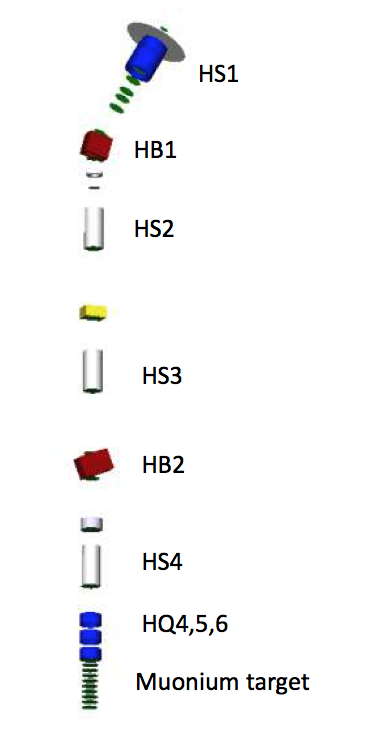 HS1
HB1
HS2
HS3
HB2
HS4
HQ4,5,6
Muonium target